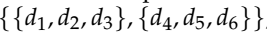 {{d₁, d₂, d₃}, {d₄, d₅, d₆}},